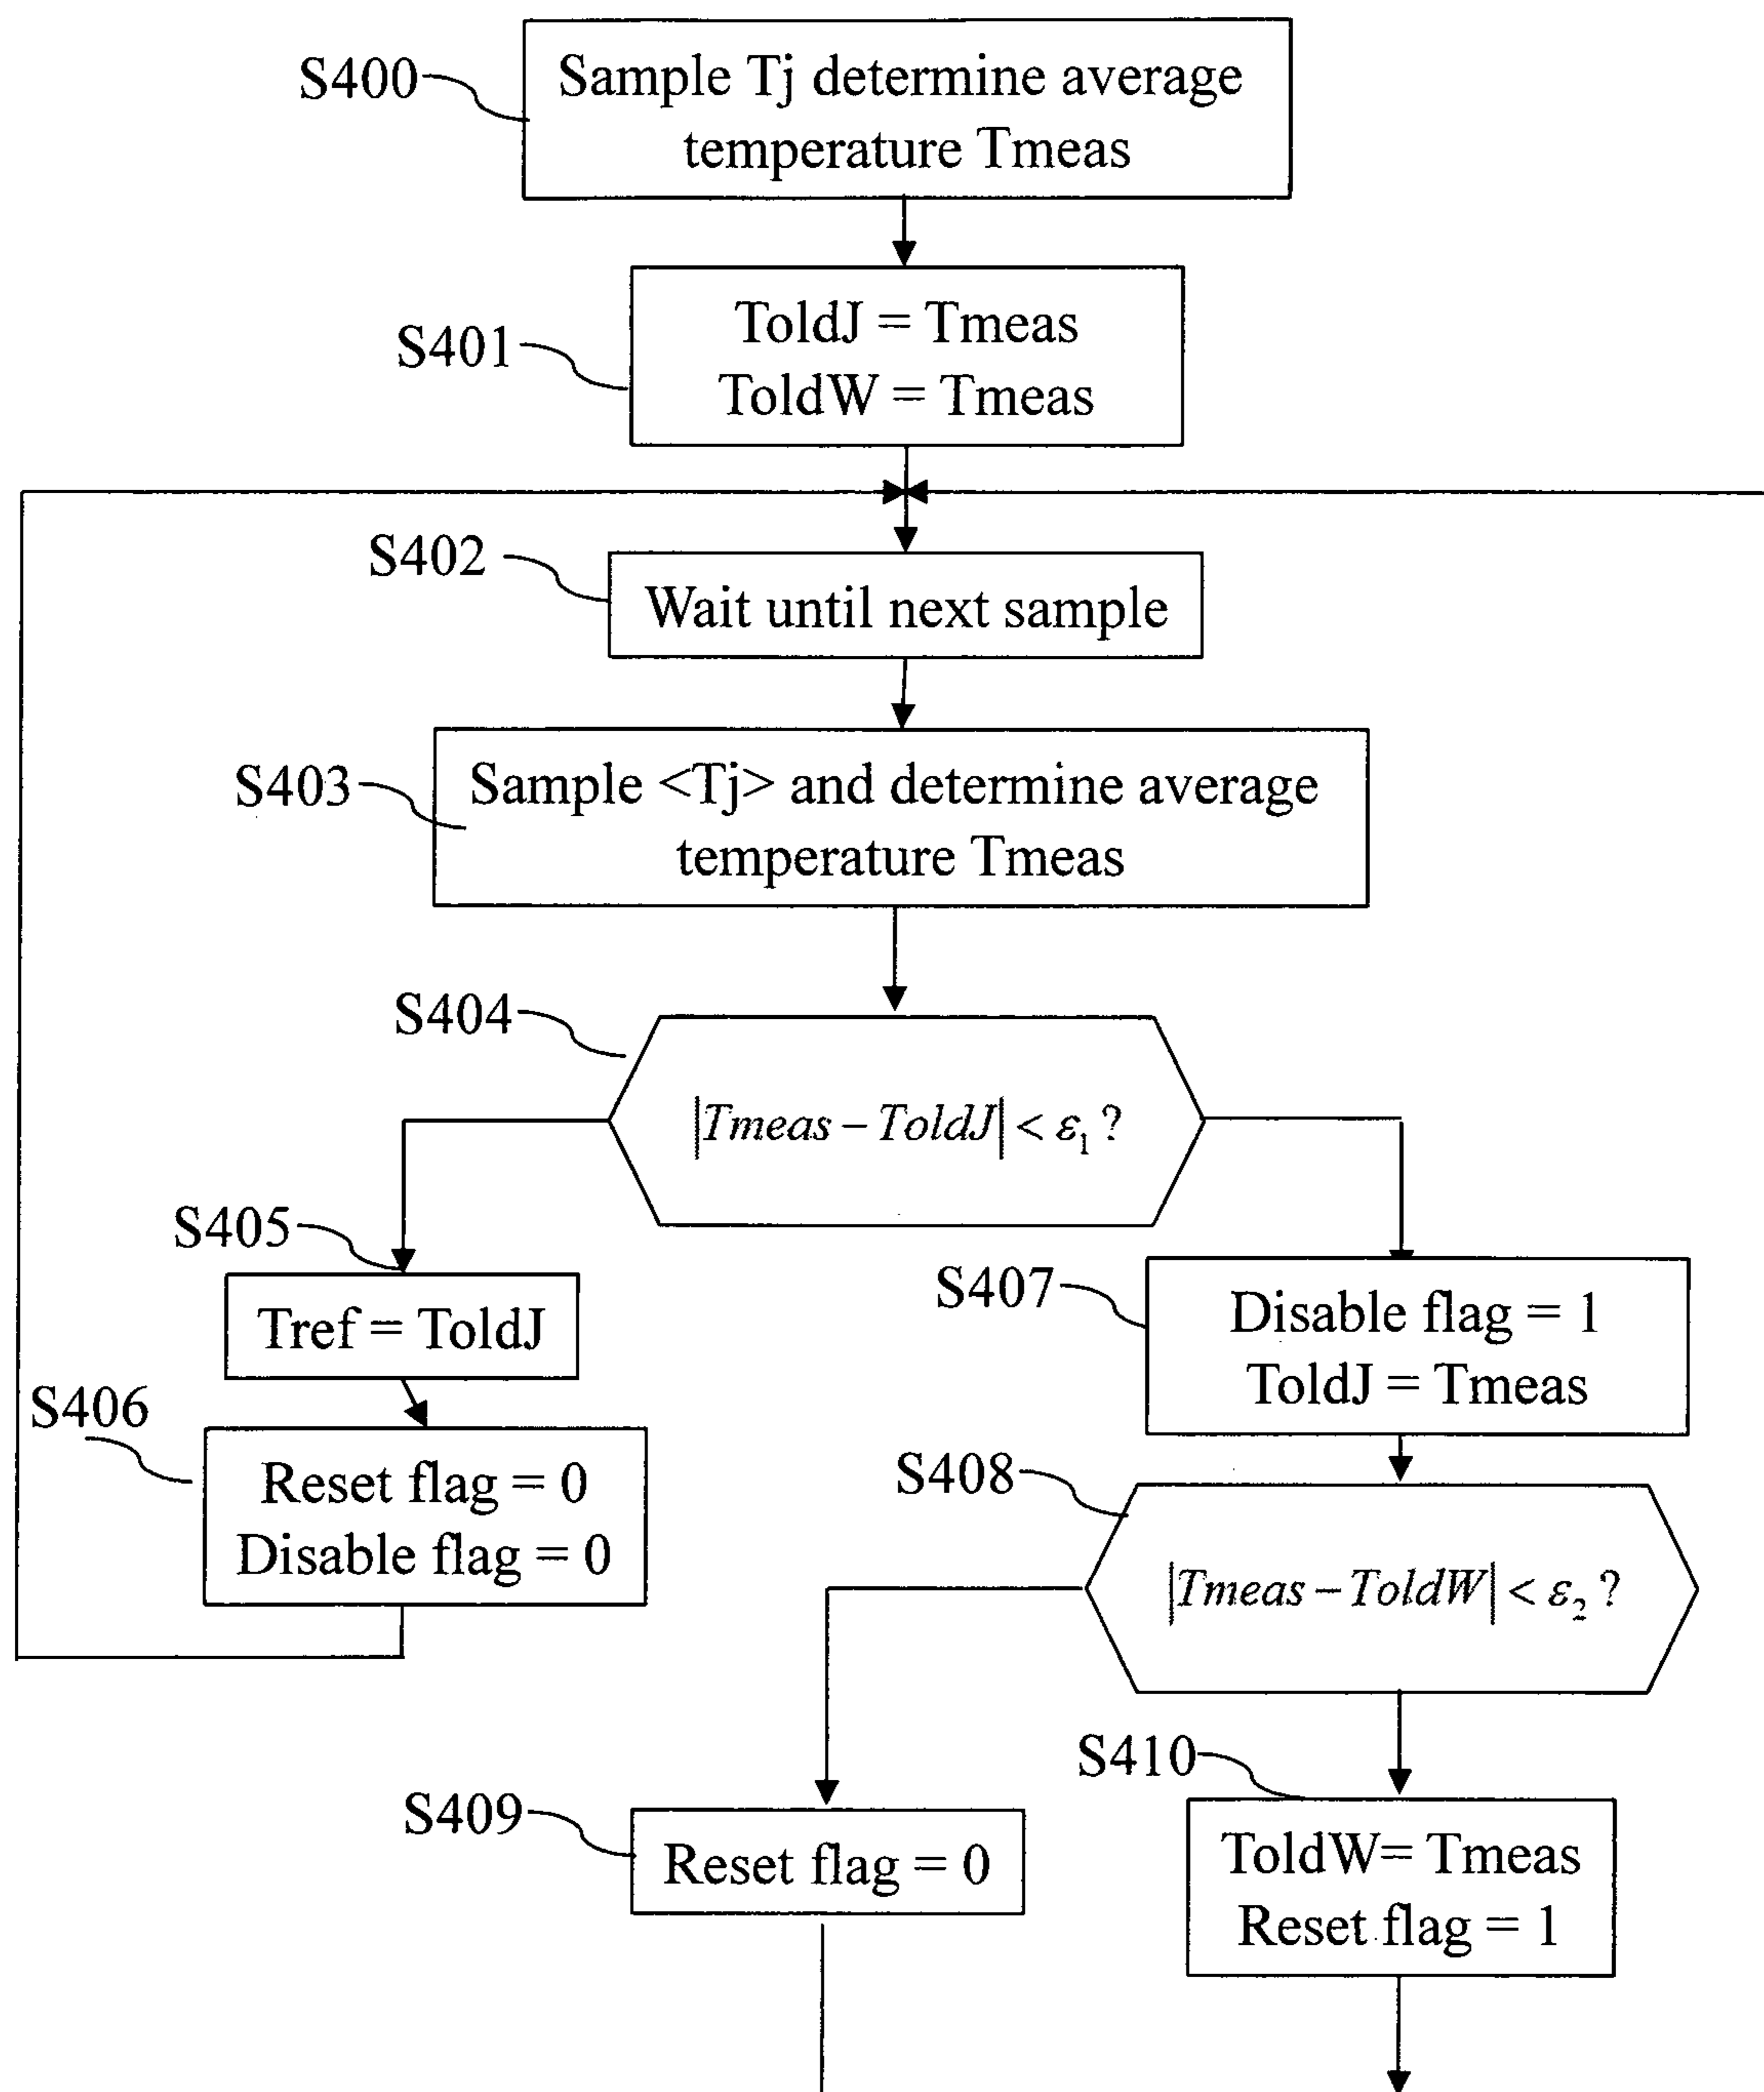 S400
Sample Tj determine average
temperature Tmeas
S401
ToldJ = Tmeas
ToldW = Tmeas
S402
Wait until next sample
S403
Sample <Tj> and determine average
temperature Tmeas
S404
|Tmeas – ToldJ| < ε₁ ?
S405
Tref = ToldJ
S406
Reset flag = 0
Disable flag = 0
S407
Disable flag = 1
ToldJ = Tmeas
S408
|Tmeas – ToldW| < ε₂ ?
S409
Reset flag = 0
S410
ToldW= Tmeas
Reset flag = 1